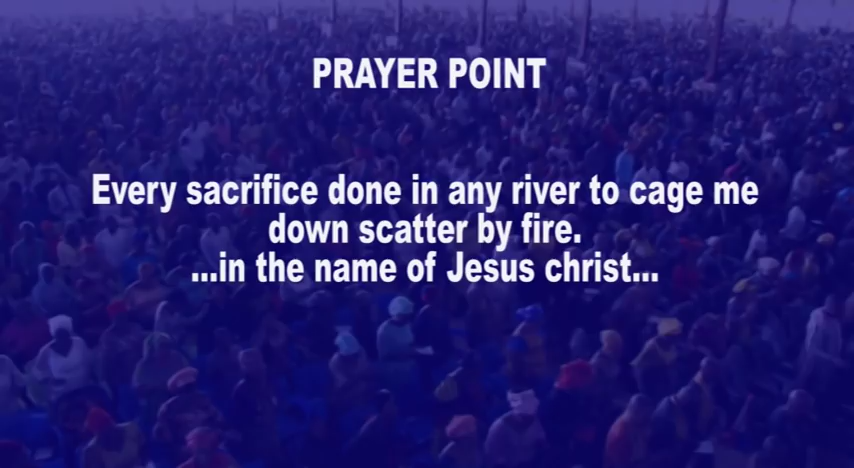 PRAYER POINT
Every sacrifice done in any river to cage me
down scatter by fire.
...in the name of Jesus christ...